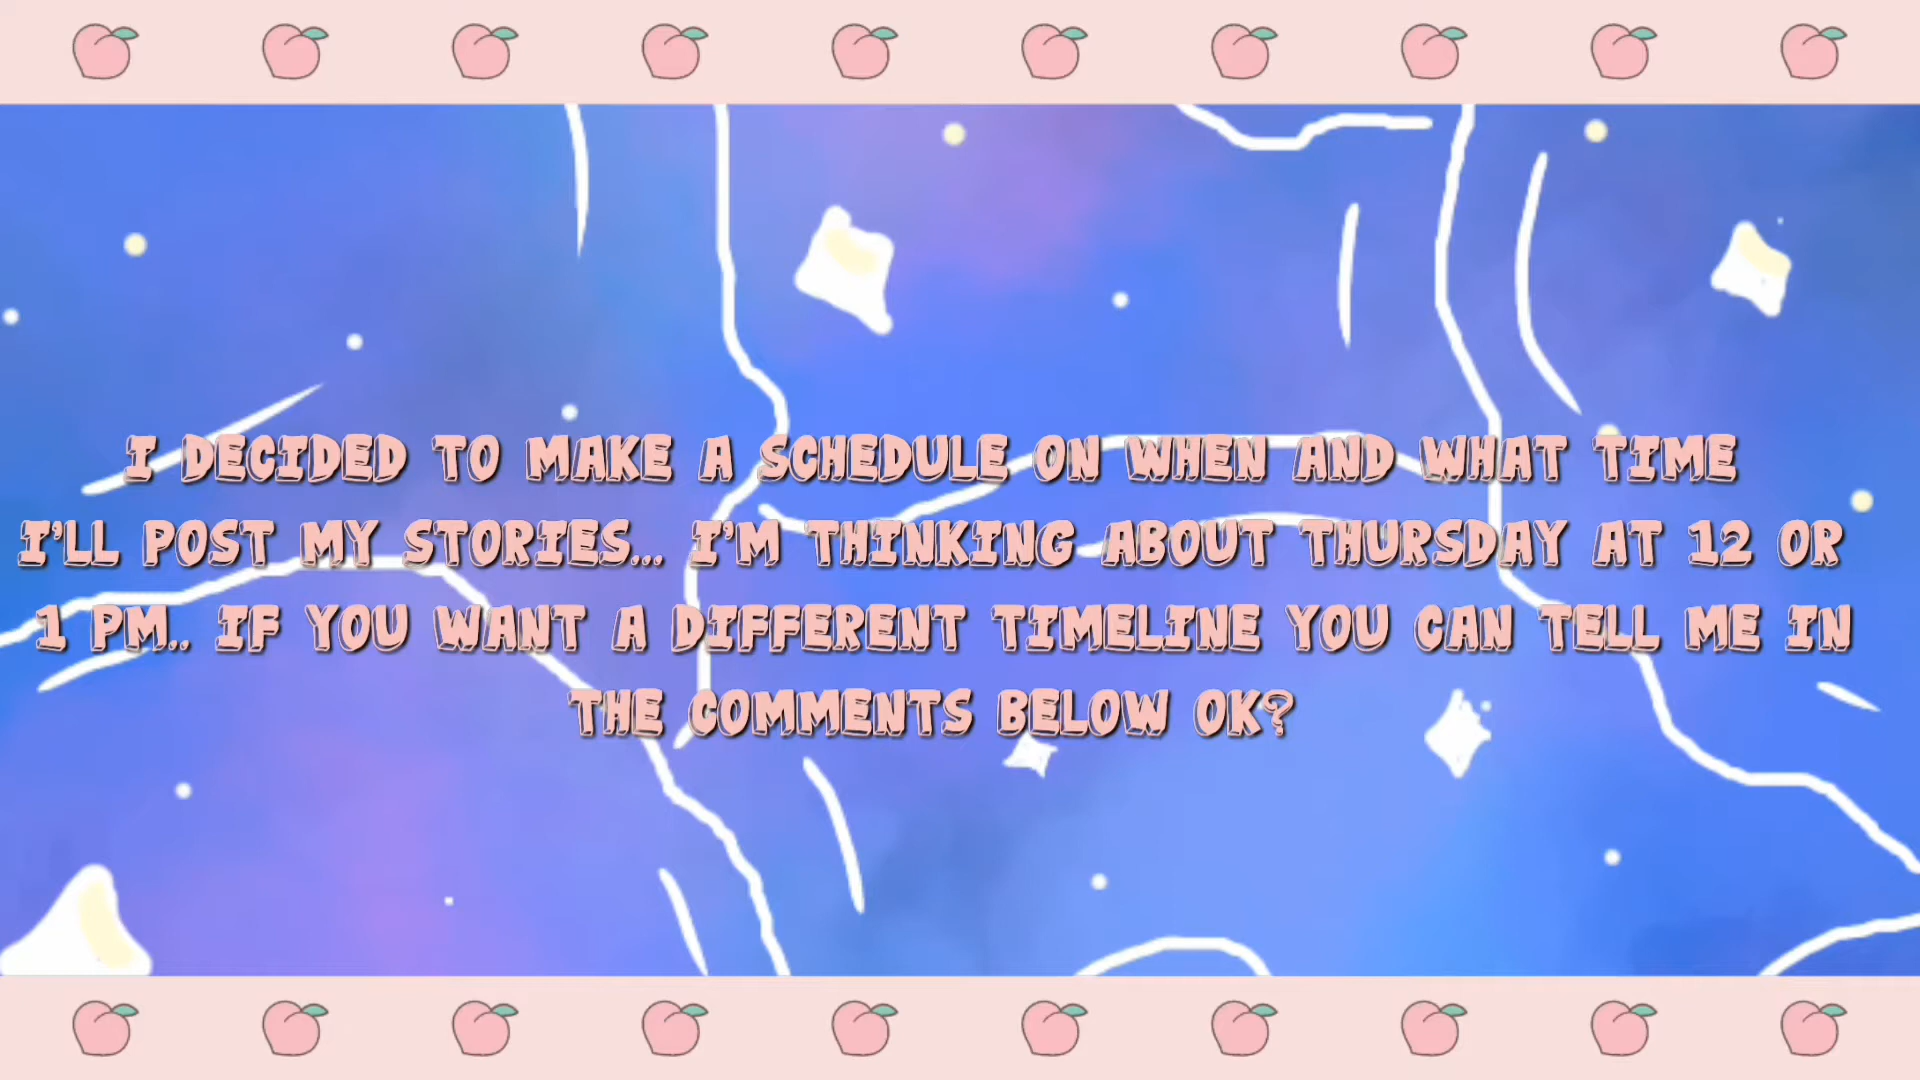 I DECIDED TO MAKE A SCHEDULE ON WHEN AND WHAT TIME
I'LL POST MY STORIES... I'M THINKING ABOUT THURSDAY AT 12 OR
1 PM.. IF YOU WANT A DIFFERENT TIMELINE YOU CAN TELL ME IN
THE COMMENTS BELOW OK?